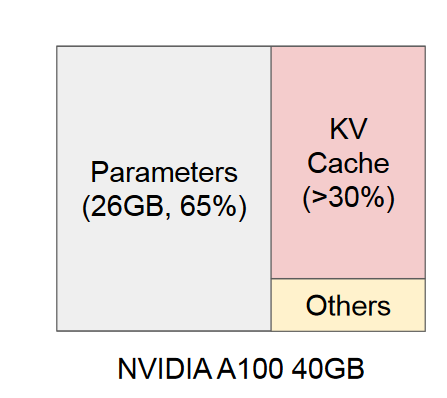 Parameters
(26GB, 65%)
KV
Cache
(>30%)
Others
NVIDIA A100 40GB